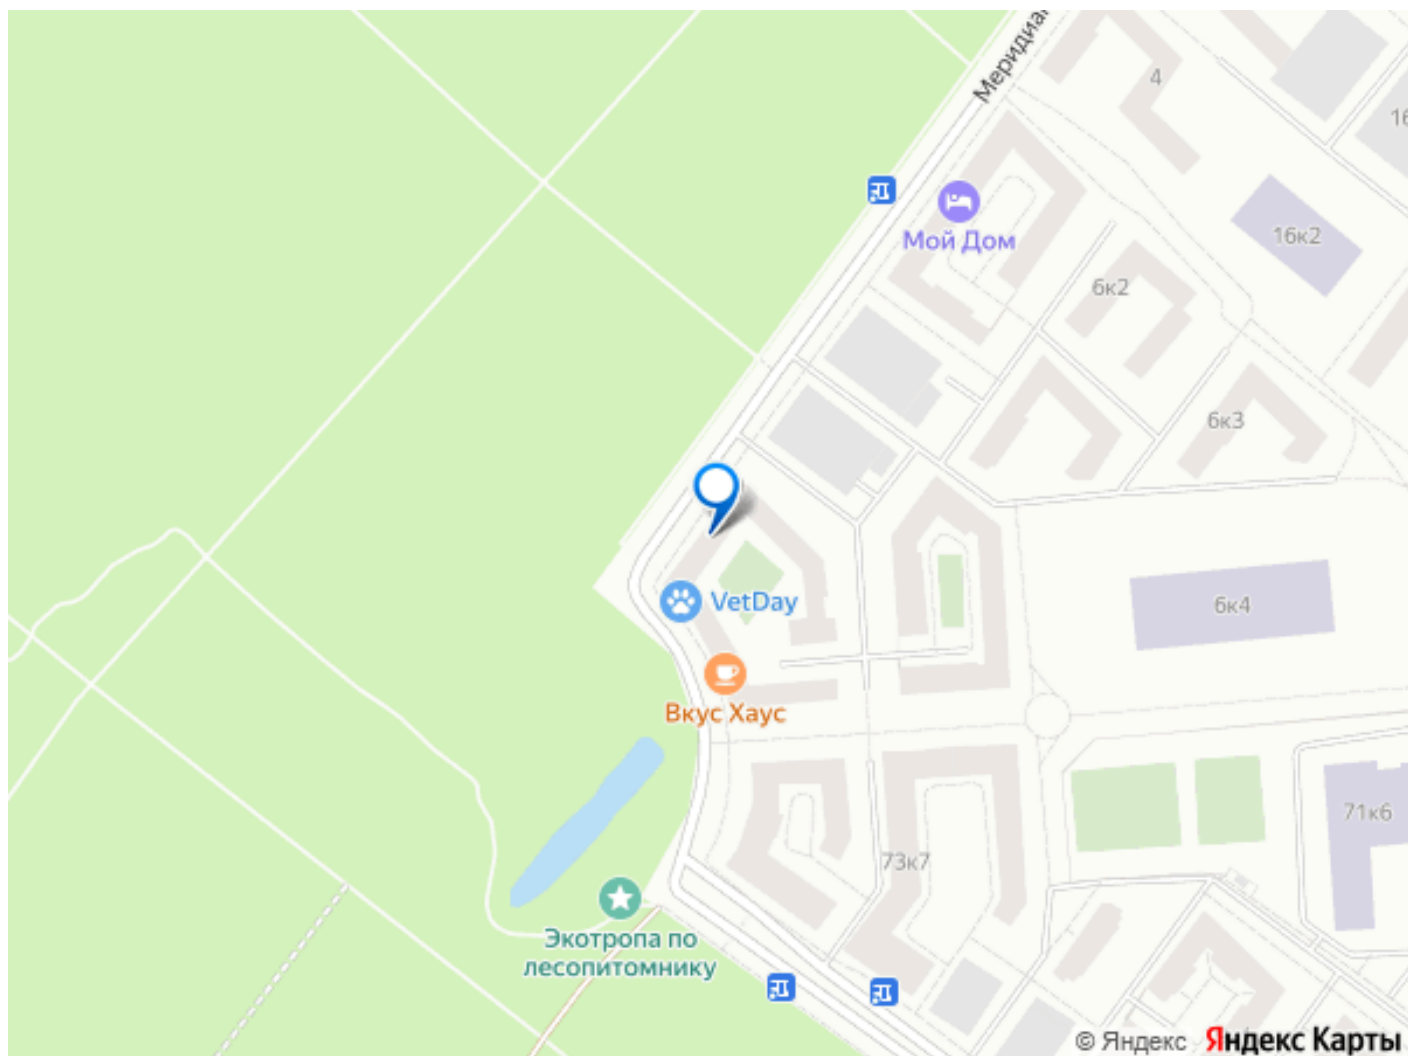 Меридиан
4
16
16к2
Мой Дом
6к2
6к3
VetDay
6к4
Вкус Хаус
71к6
73к7
Экотропа по
лесопитомнику
© Яндекс Яндекс Карты